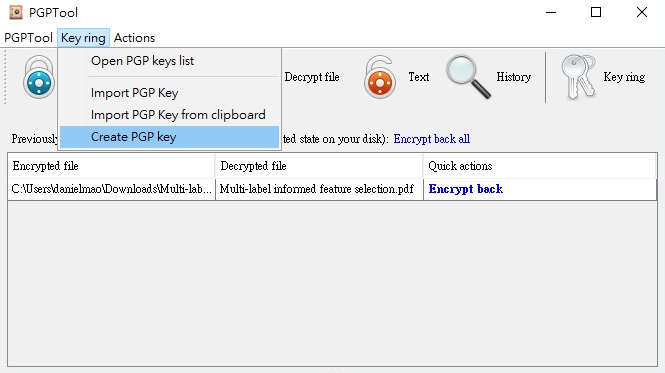 PGPTool
PGPTool Key ring Actions
Open PGP keys list
Import PGP Key
Import PGP Key from clipboard
Create PGP key
Decrypt file Text History Key ring
Previously ted state on your disk): Encrypt back all
Encrypted file Decrypted file Quick actions
C:\Users\danielmao\Downloads\Multi-lab... Multi-label informed feature selection.pdf Encrypt back